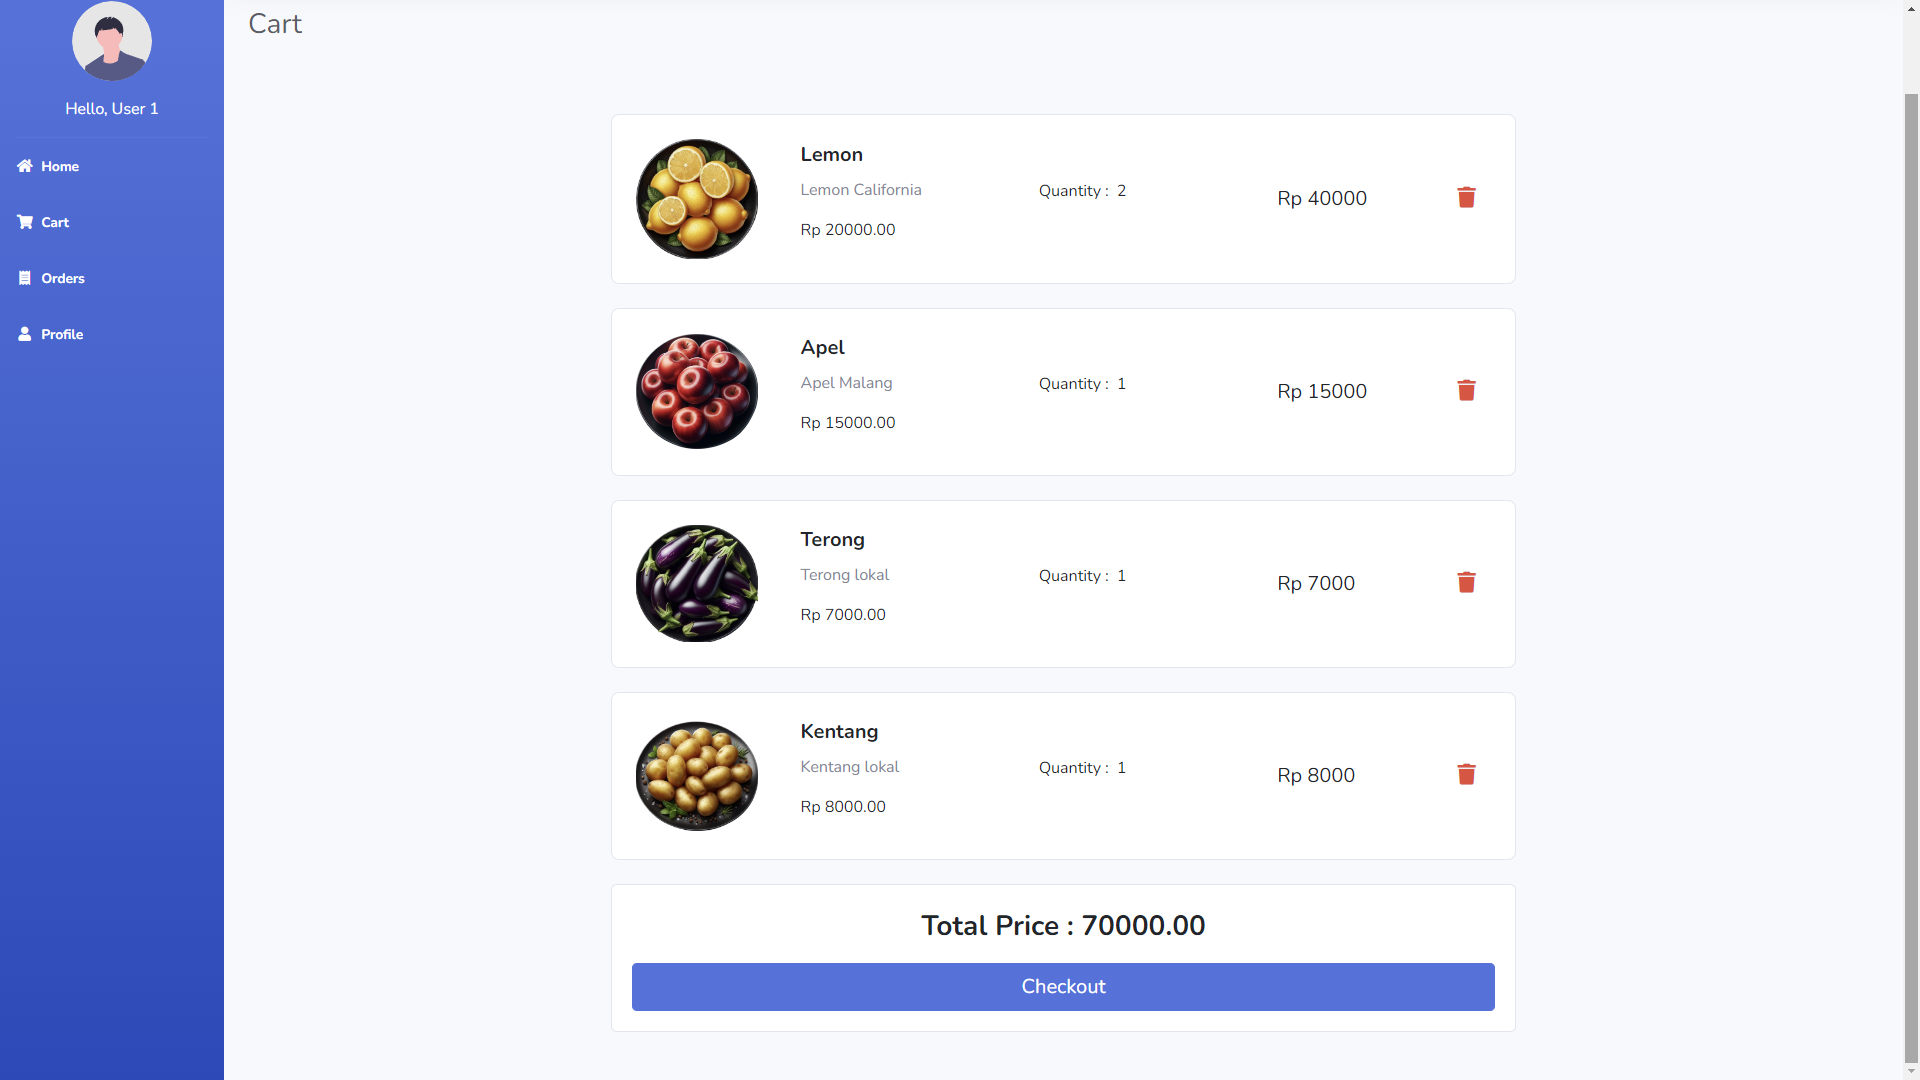 Hello, User 1
Home
Cart
Orders
Profile
Cart
Lemon
Lemon California
Rp 20000.00
Quantity : 2
Rp 40000
Apel
Apel Malang
Rp 15000.00
Quantity : 1
Rp 15000
Terong
Terong lokal
Rp 7000.00
Quantity : 1
Rp 7000
Kentang
Kentang lokal
Rp 8000.00
Quantity : 1
Rp 8000
Total Price : 70000.00
Checkout